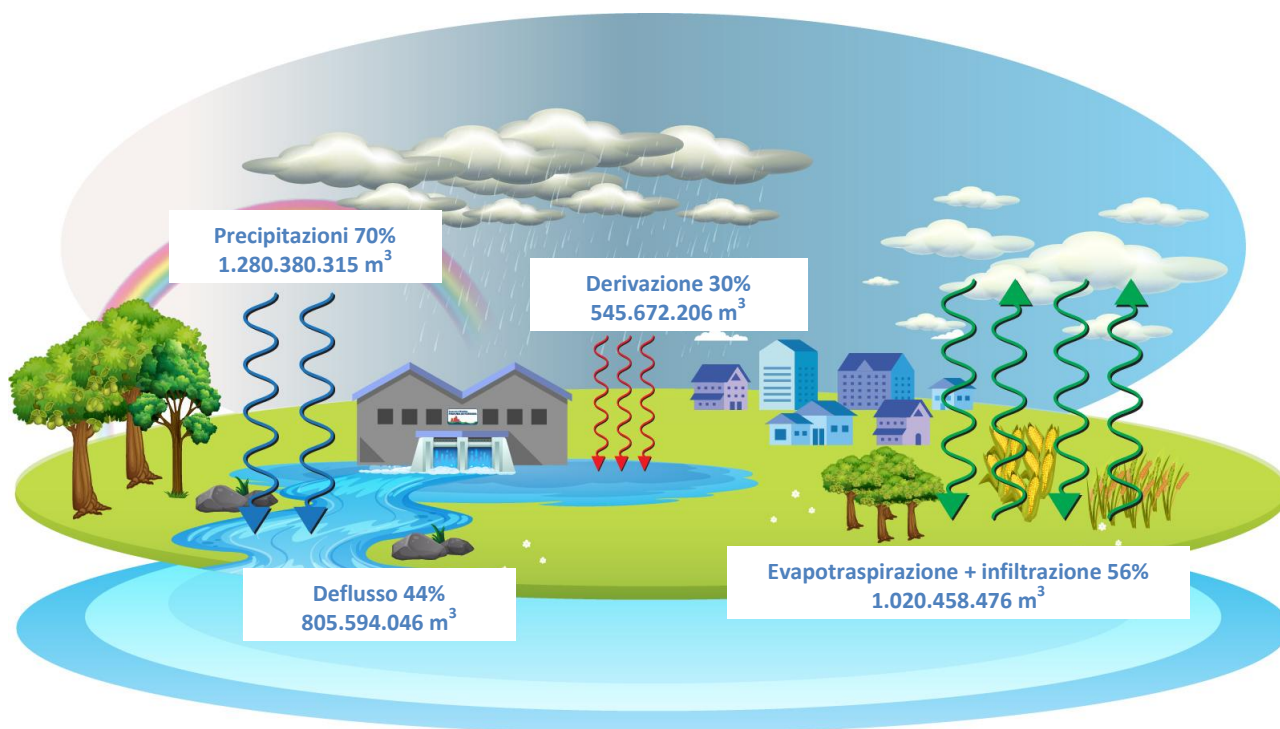 Precipitazioni 70%
1.280.380.315 m³
Derivazione 30%
545.672.206 m³
Deflusso 44%
805.594.046 m³
Evapotraspirazione + infiltrazione 56%
1.020.458.476 m³